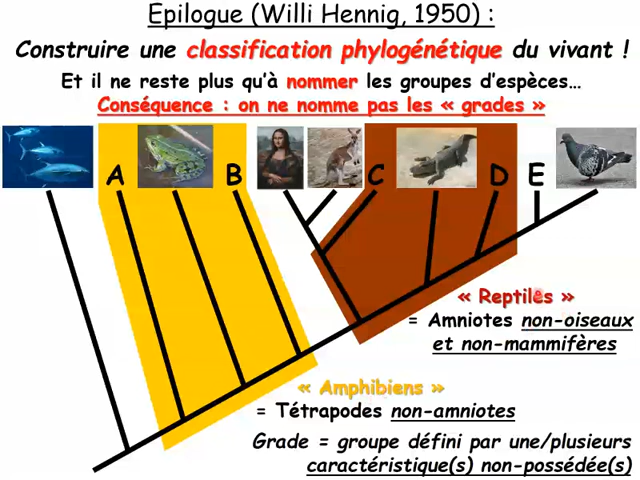 Epilogue (Willi Hennig, 1950) :
Construire une classification phylogénétique du vivant !
Et il ne reste plus qu'à nommer les groupes d'espèces…
Conséquence : on ne nomme pas les « grades »
A B C D E
« Reptiles »
= Amniotes non-oiseaux
et non-mammifères
« Amphibiens »
= Tétrapodes non-amniotes
Grade = groupe défini par une/plusieurs
caractéristique(s) non-possédée(s)